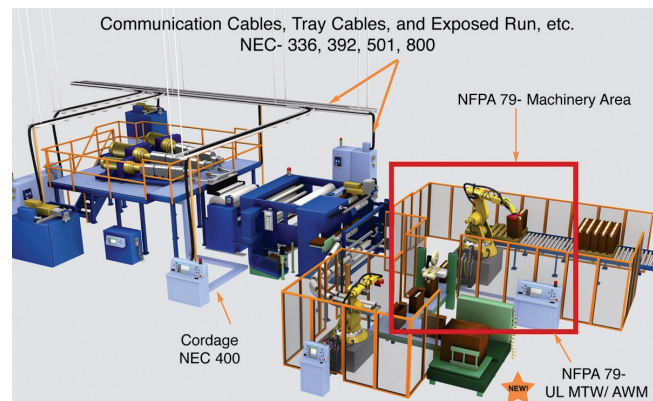 Communication Cables, Tray Cables, and Exposed Run, etc.
NEC- 336, 392, 501, 800
NFPA 79- Machinery Area
Cordage
NEC 400
NEW!
NFPA 79-
UL MTW/ AWM